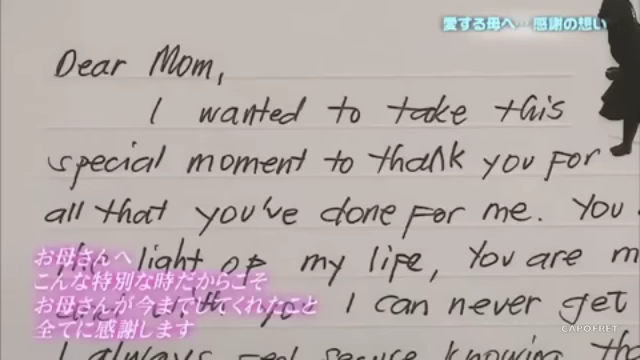 愛する母へ…感謝の想い
Dear Mom,
I wanted to take this
special moment to thank you for
all that you've done for me. You
light of my life, You are m
I can never get
I always feel secure knowing
お母さんへ
こんな特別な時だからこそ
お母さんが今までしてくれたこと
全てに感謝します
CAPOFRET